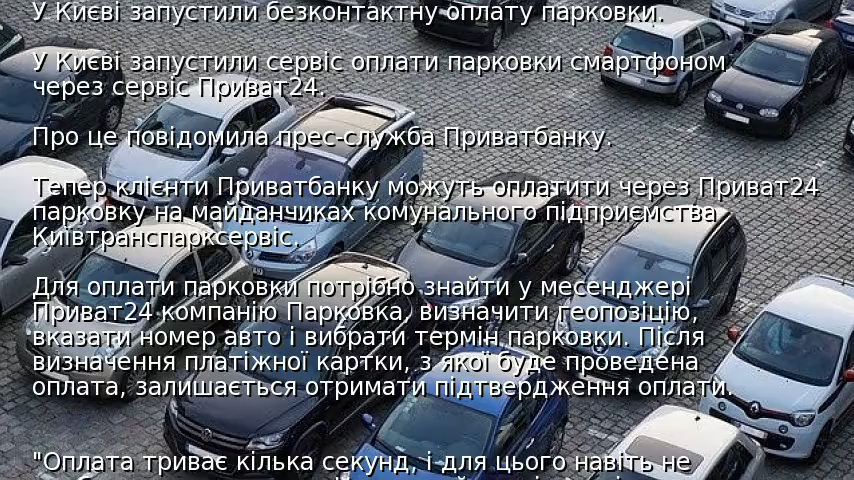 У Києві запустили безконтактну оплату парковки.
У Києві запустили сервіс оплати парковки смартфоном
через сервіс Приват24.
Про це повідомила прес-служба Приватбанку.
Тепер клієнти Приватбанку можуть оплатити через Приват24
парковку на майданчиках комунального підприємства
Київтранспарксервіс.
Для оплати парковки потрібно знайти у месенджері
Приват24 компанію Парковка, визначити геопозіцію,
вказати номер авто і вибрати термін парковки. Після
визначення платіжної картки, з якої буде проведена
оплата, залишається отримати підтвердження оплати.
"Оплата триває кілька секунд, і для цього навіть не